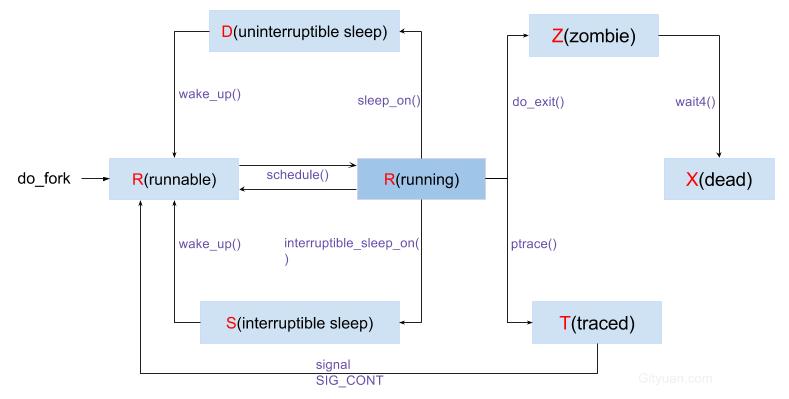 D(uninterruptible sleep)
Z(zombie)
wake_up()
sleep_on()
do_exit()
wait4()
do_fork
R(runnable)
schedule()
R(running)
X(dead)
wake_up()
interruptible_sleep_on(
)
ptrace()
S(interruptible sleep)
T(traced)
signal
SIG_CONT
Gityuan.com